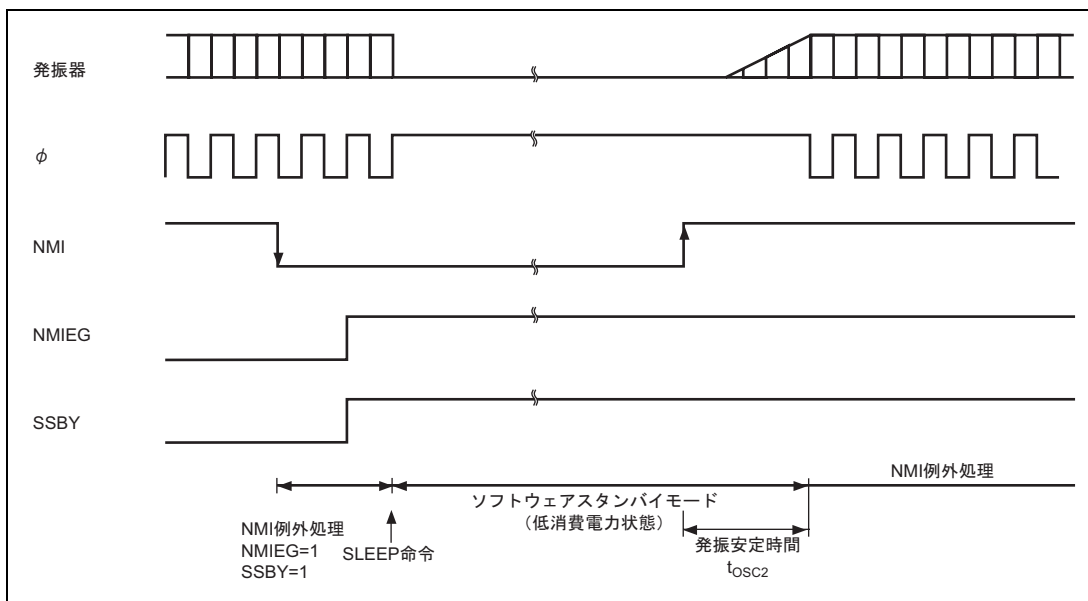 発振器
φ
NMI
NMIEG
SSBY
NMI例外処理
NMIEG=1
SSBY=1
SLEEP命令
ソフトウェアスタンバイモード
（低消費電力状態）
発振安定時間
tOSC2
NMI例外処理